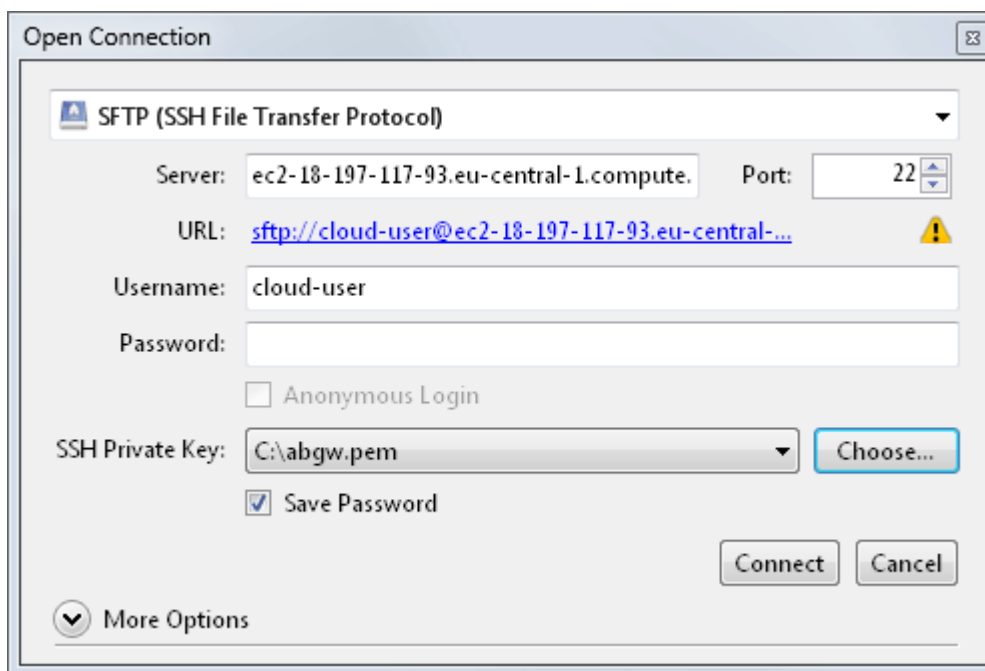 Open Connection
SFTP (SSH File Transfer Protocol)
Server: ec2-18-197-117-93.eu-central-1.compute. Port: 22
URL: sftp://cloud-user@ec2-18-197-117-93.eu-central-...
Username: cloud-user
Password:
Anonymous Login
SSH Private Key: C:\abgw.pem Choose...
Save Password
Connect Cancel
More Options